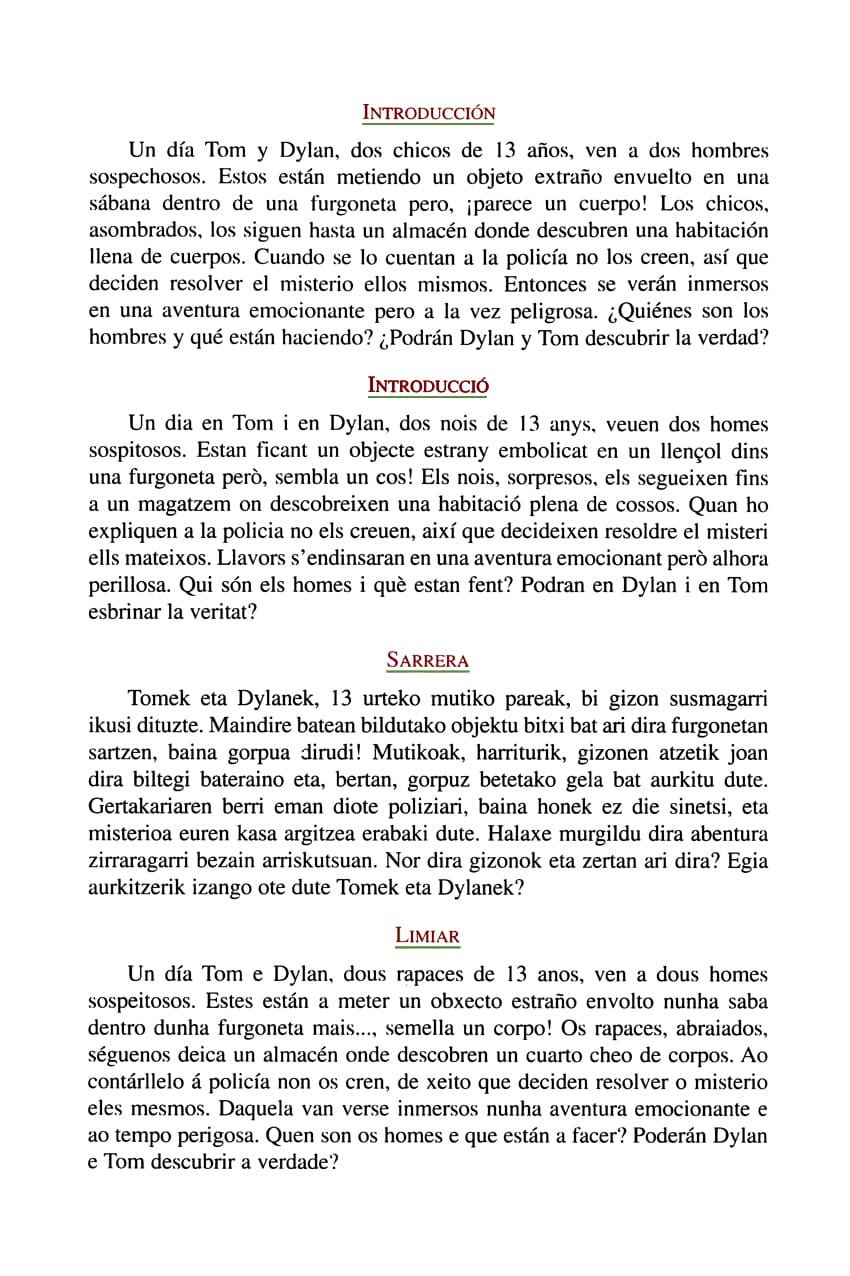 INTRODUCCIÓN
Un día Tom y Dylan, dos chicos de 13 años, ven a dos hombres
sospechosos. Estos están metiendo un objeto extraño envuelto en una
sábana dentro de una furgoneta pero, ¡parece un cuerpo! Los chicos,
asombrados, los siguen hasta un almacén donde descubren una habitación
llena de cuerpos. Cuando se lo cuentan a la policía no los creen, así que
deciden resolver el misterio ellos mismos. Entonces se verán inmersos
en una aventura emocionante pero a la vez peligrosa. ¿Quiénes son los
hombres y qué están haciendo? ¿Podrán Dylan y Tom descubrir la verdad?
INTRODUCCIÓ
Un dia en Tom i en Dylan, dos nois de 13 anys, veuen dos homes
sospitosos. Estan ficant un objecte estrany embolicat en un llençol dins
una furgoneta però, sembla un cos! Els nois, sorpresos, els segueixen fins
a un magatzem on descobreixen una habitació plena de cossos. Quan ho
expliquen a la policia no els creuen, així que decideixen resoldre el misteri
ells mateixos. Llavors s'endinsaran en una aventura emocionant però alhora
perillosa. Qui són els homes i què estan fent? Podran en Dylan i en Tom
esbrinar la veritat?
SARRERA
Tomek eta Dylanek, 13 urteko mutiko pareak, bi gizon susmagarri
ikusi dituzte. Maindire batean bildutako objektu bitxi bat ari dira furgonetan
sartzen, baina gorpua dirudi! Mutikoak, harriturik, gizonen atzetik joan
dira biltegi bateraino eta, bertan, gorpuz betetako gela bat aurkitu dute.
Gertakariaren berri eman diote poliziari, baina honek ez die sinetsi, eta
misterioa euren kasa argitzea erabaki dute. Halaxe murgildu dira abentura
zirraragarri bezain arriskutsuan. Nor dira gizonok eta zertan ari dira? Egia
aurkitzerik izango ote dute Tomek eta Dylanek?
LIMIAR
Un día Tom e Dylan, dous rapaces de 13 anos, ven a dous homes
sospeitosos. Estes están a meter un obxecto estraño envolto nunha saba
dentro dunha furgoneta mais..., semella un corpo! Os rapaces, abraiados,
séguenos deica un almacén onde descobren un cuarto cheo de corpos. Ao
contárllelo á policía non os cren, de xeito que deciden resolver o misterio
eles mesmos. Daquela van verse inmersos nunha aventura emocionante e
ao tempo perigosa. Quen son os homes e que están a facer? Poderán Dylan
e Tom descubrir a verdade?